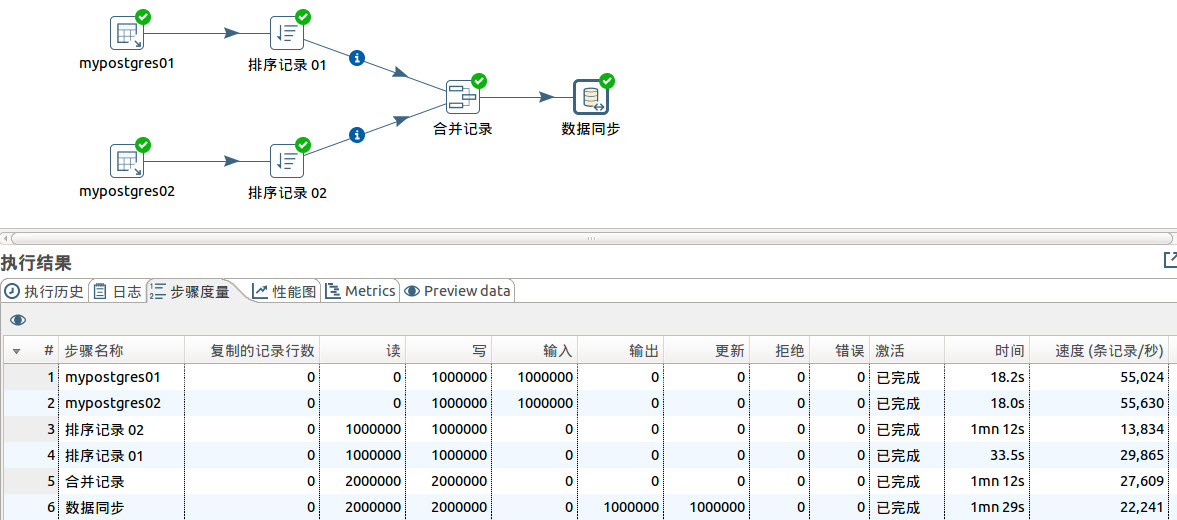 mypostgres01
排序记录 01
合并记录
数据同步
mypostgres02
排序记录 02
执行结果
执行历史 日志 步骤度量 性能图 Metrics Preview data
# 步骤名称 复制的记录行数 读 写 输入 输出 更新 拒绝 错误 激活 时间 速度 (条记录/秒)
1 mypostgres01 0 0 1000000 1000000 0 0 0 0 已完成 18.2s 55,024
2 mypostgres02 0 0 1000000 1000000 0 0 0 0 已完成 18.0s 55,630
3 排序记录 02 0 1000000 1000000 0 0 0 0 0 已完成 1mn 12s 13,834
4 排序记录 01 0 1000000 1000000 0 0 0 0 0 已完成 33.5s 29,865
5 合并记录 0 2000000 2000000 0 0 0 0 0 已完成 1mn 12s 27,609
6 数据同步 0 2000000 2000000 0 1000000 1000000 0 0 已完成 1mn 29s 22,241